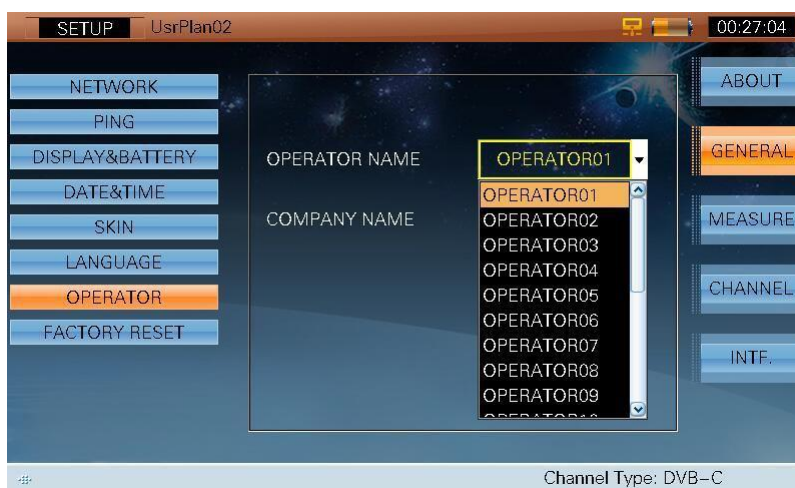 SETUP UsrPlan02 00:27:04
NETWORK
PING
DISPLAY&BATTERY
DATE&TIME
SKIN
LANGUAGE
OPERATOR
FACTORY RESET
OPERATOR NAME OPERATOR01
COMPANY NAME
OPERATOR01
OPERATOR02
OPERATOR03
OPERATOR04
OPERATOR05
OPERATOR06
OPERATOR07
OPERATOR08
OPERATOR09
ABOUT
GENERAL
MEASURE
CHANNEL
INTF.
Channel Type: DVB-C